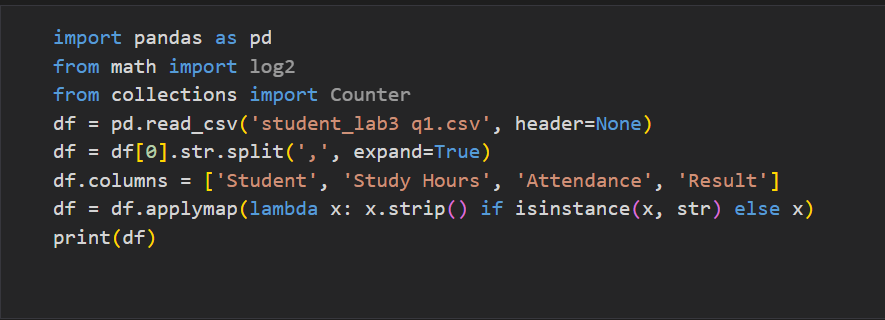 import pandas as pd
from math import log2
from collections import Counter
df = pd.read_csv('student_lab3 q1.csv', header=None)
df = df[0].str.split(',', expand=True)
df.columns = ['Student', 'Study Hours', 'Attendance', 'Result']
df = df.applymap(lambda x: x.strip() if isinstance(x, str) else x)
print(df)